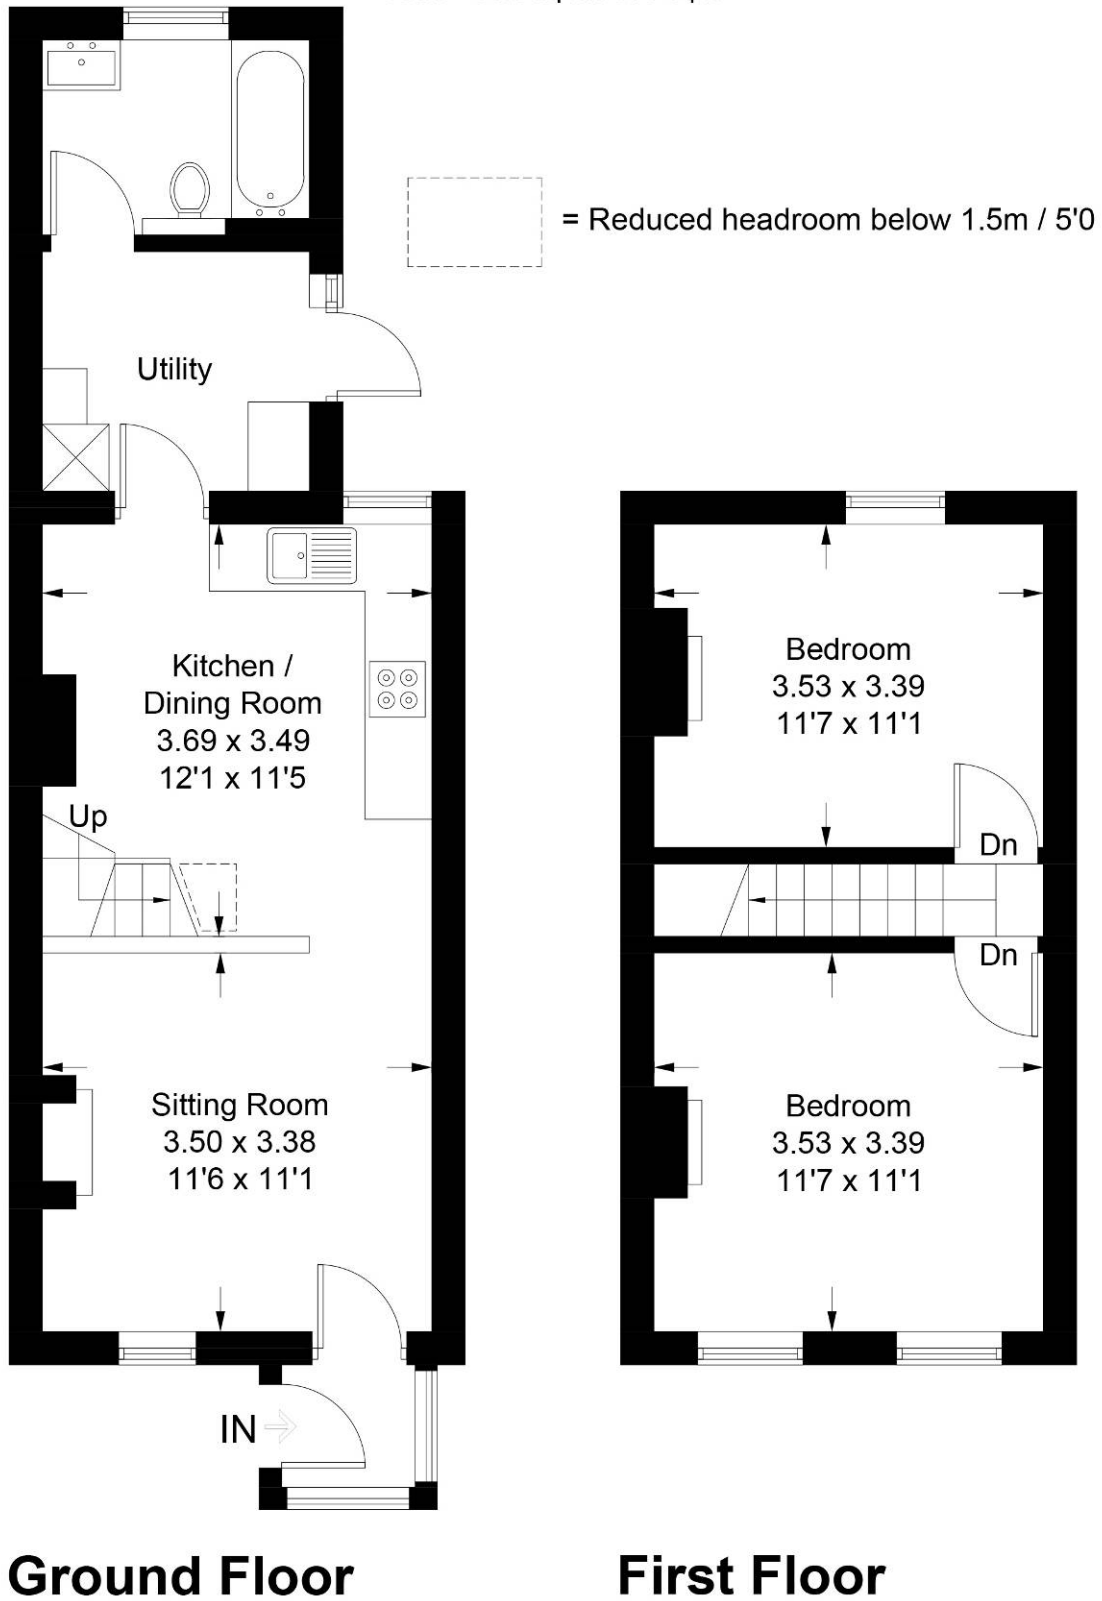 = Reduced headroom below 1.5m / 5'0
Utility
Kitchen /
Dining Room
3.69 x 3.49
12'1 x 11'5
Up
Sitting Room
3.50 x 3.38
11'6 x 11'1
IN
Ground Floor
Bedroom
3.53 x 3.39
11'7 x 11'1
Dn
Dn
Bedroom
3.53 x 3.39
11'7 x 11'1
First Floor